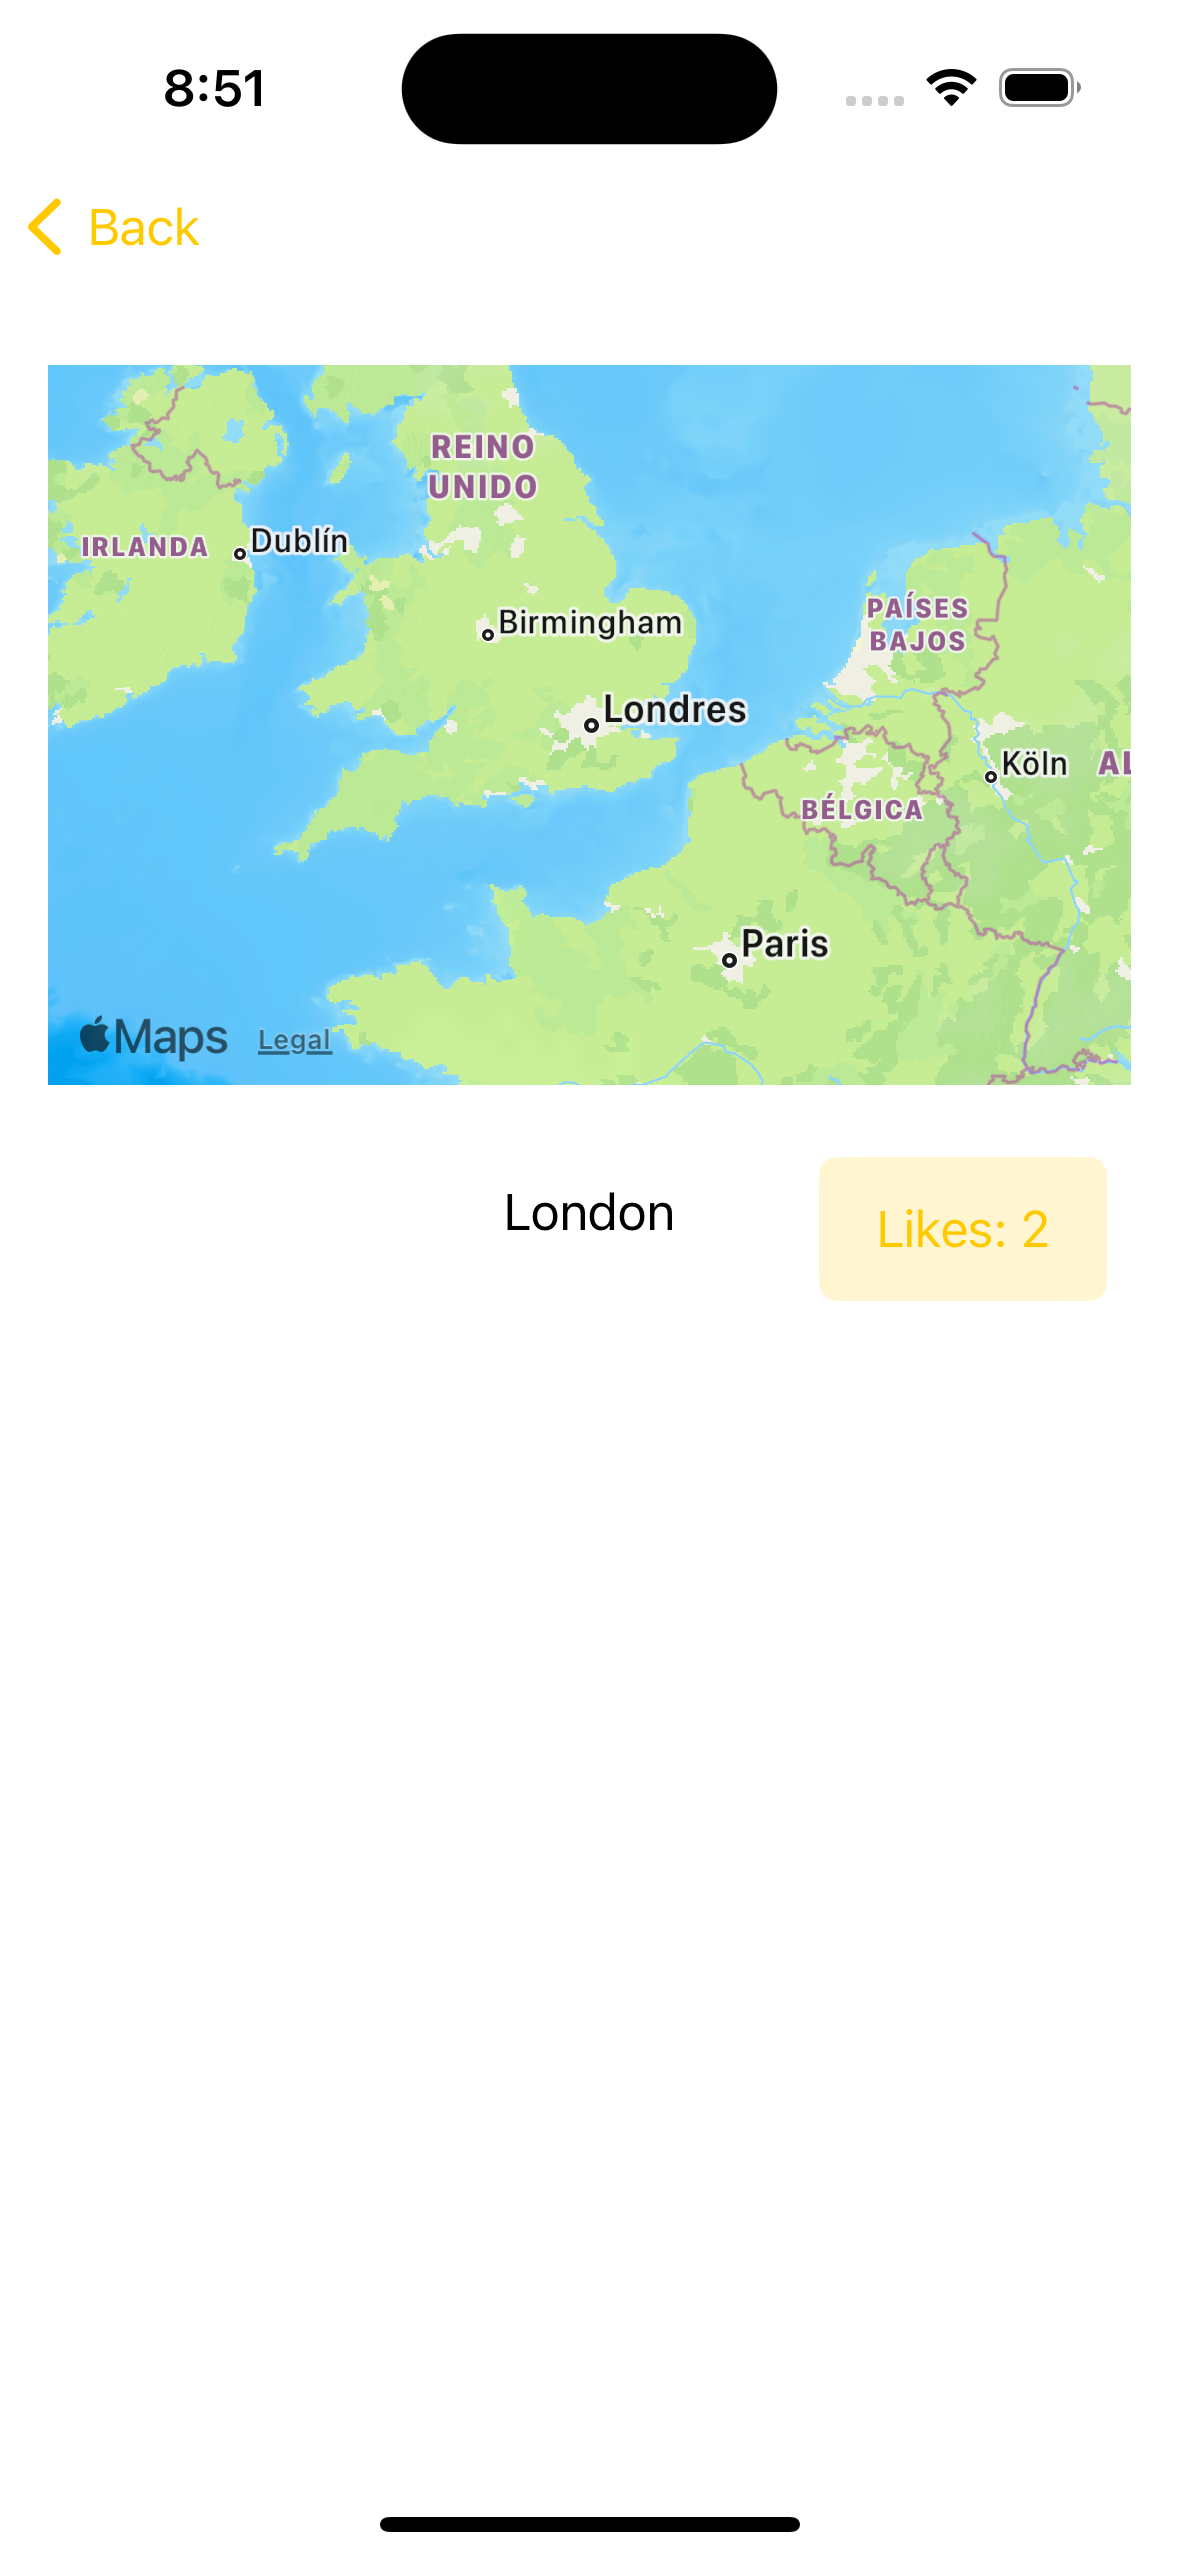 8:51
Back
REINO
UNIDO
IRLANDA
Dublín
Birmingham
PAÍSES
BAJOS
Londres
Köln
AL
BÉLGICA
Paris
Maps
Legal
London
Likes: 2